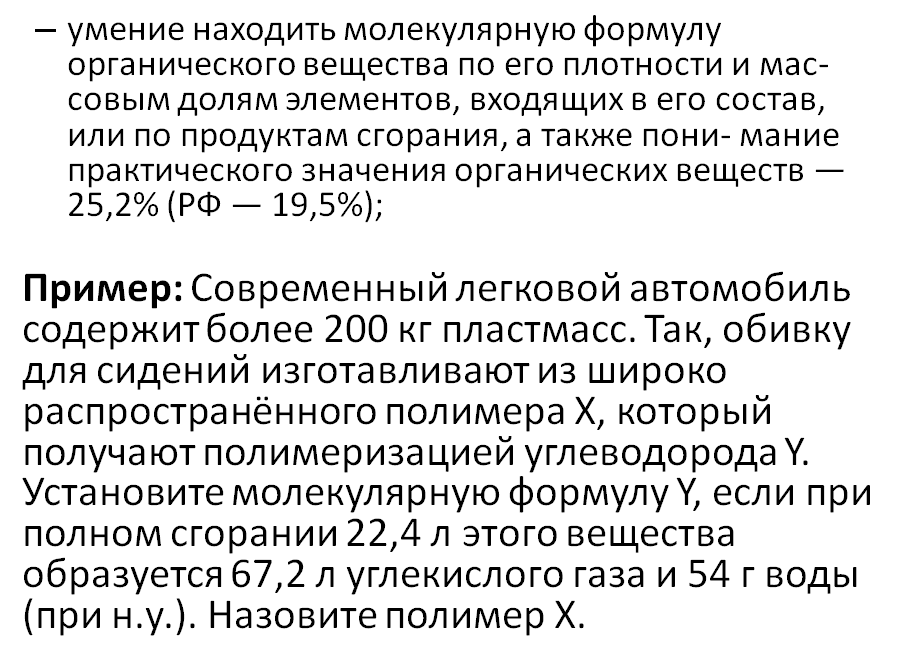 – умение находить молекулярную формулу
органического вещества по его плотности и мас-
совым долям элементов, входящих в его состав,
или по продуктам сгорания, а также пони- мание
практического значения органических веществ —
25,2% (РФ — 19,5%);
Пример: Современный легковой автомобиль
содержит более 200 кг пластмасс. Так, обивку
для сидений изготавливают из широко
распространённого полимера X, который
получают полимеризацией углеводорода Y.
Установите молекулярную формулу Y, если при
полном сгорании 22,4 л этого вещества
образуется 67,2 л углекислого газа и 54 г воды
(при н.у.). Назовите полимер X.